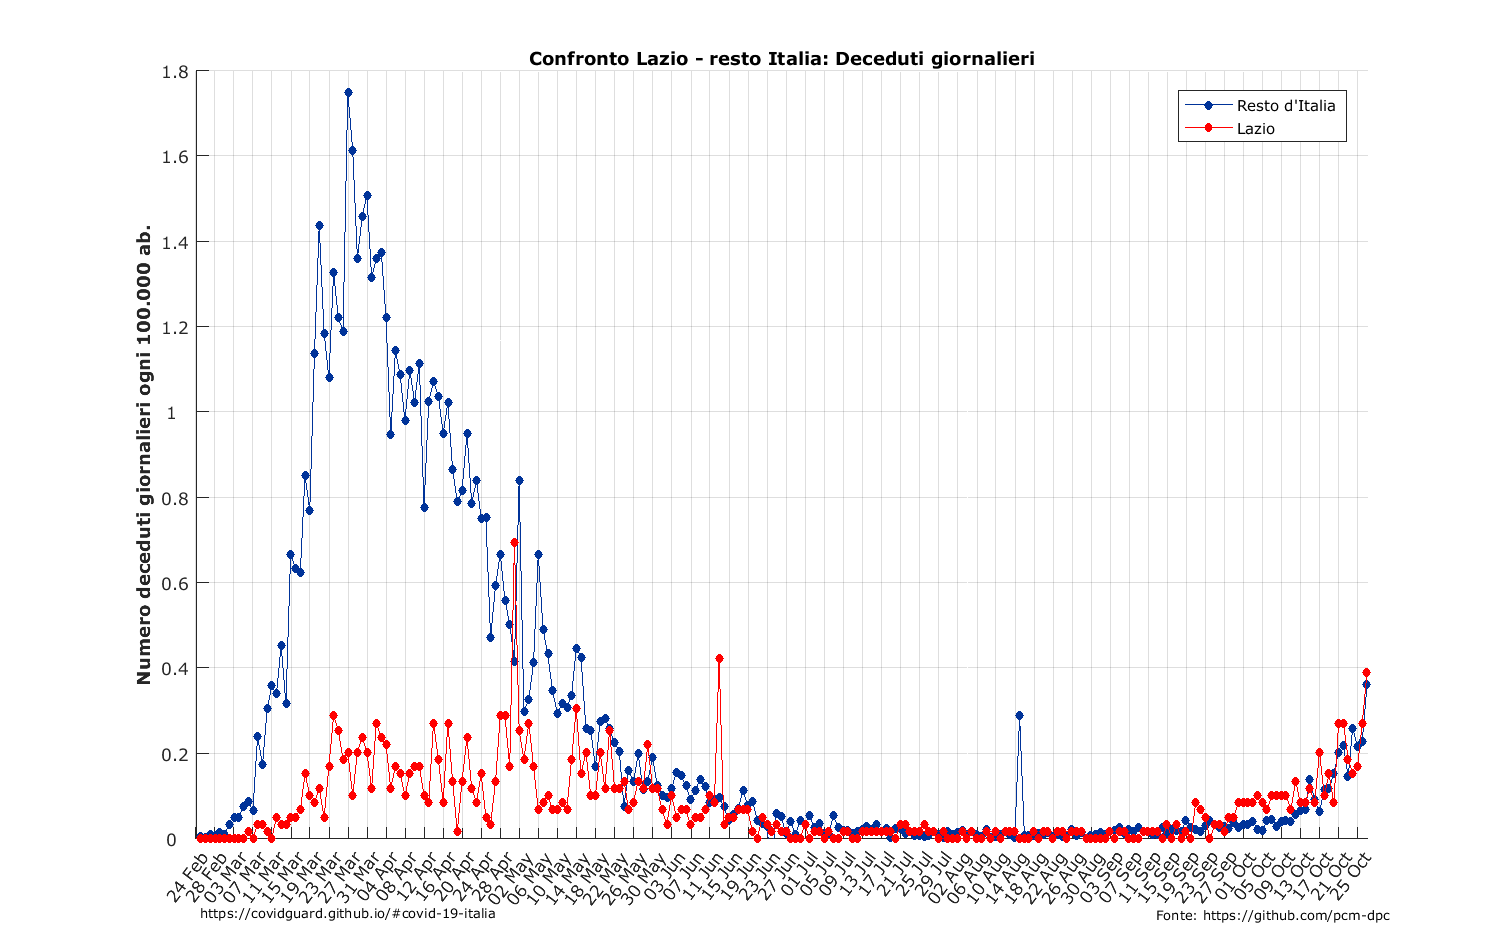 Confronto Lazio - resto Italia: Deceduti giornalieri
Resto d'Italia
Lazio
Numero deceduti giornalieri ogni 100.000 ab.
1.8
1.6
1.4
1.2
1
0.8
0.6
0.4
0.2
0
24 Feb
28 Feb
03 Mar
07 Mar
11 Mar
15 Mar
19 Mar
23 Mar
27 Mar
31 Mar
04 Apr
08 Apr
12 Apr
16 Apr
20 Apr
24 Apr
28 Apr
02 May
06 May
10 May
14 May
18 May
22 May
26 May
30 May
03 Jun
07 Jun
11 Jun
15 Jun
19 Jun
23 Jun
27 Jun
01 Jul
05 Jul
09 Jul
13 Jul
17 Jul
21 Jul
25 Jul
29 Jul
02 Aug
06 Aug
10 Aug
14 Aug
18 Aug
22 Aug
26 Aug
30 Aug
03 Sep
07 Sep
11 Sep
15 Sep
19 Sep
23 Sep
27 Sep
01 Oct
05 Oct
09 Oct
13 Oct
17 Oct
21 Oct
25 Oct
https://covidguard.github.io/#covid-19-italia
Fonte: https://github.com/pcm-dpc